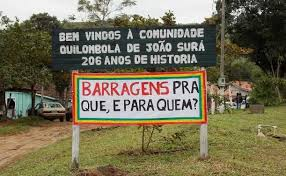 BEM VINDOS À COMUNIDADE
QUILOMBOLA DE JOÃO SURÁ
206 ANOS DE HISTORIA
BARRAGENS PRA
QUE, E PARA QUEM?